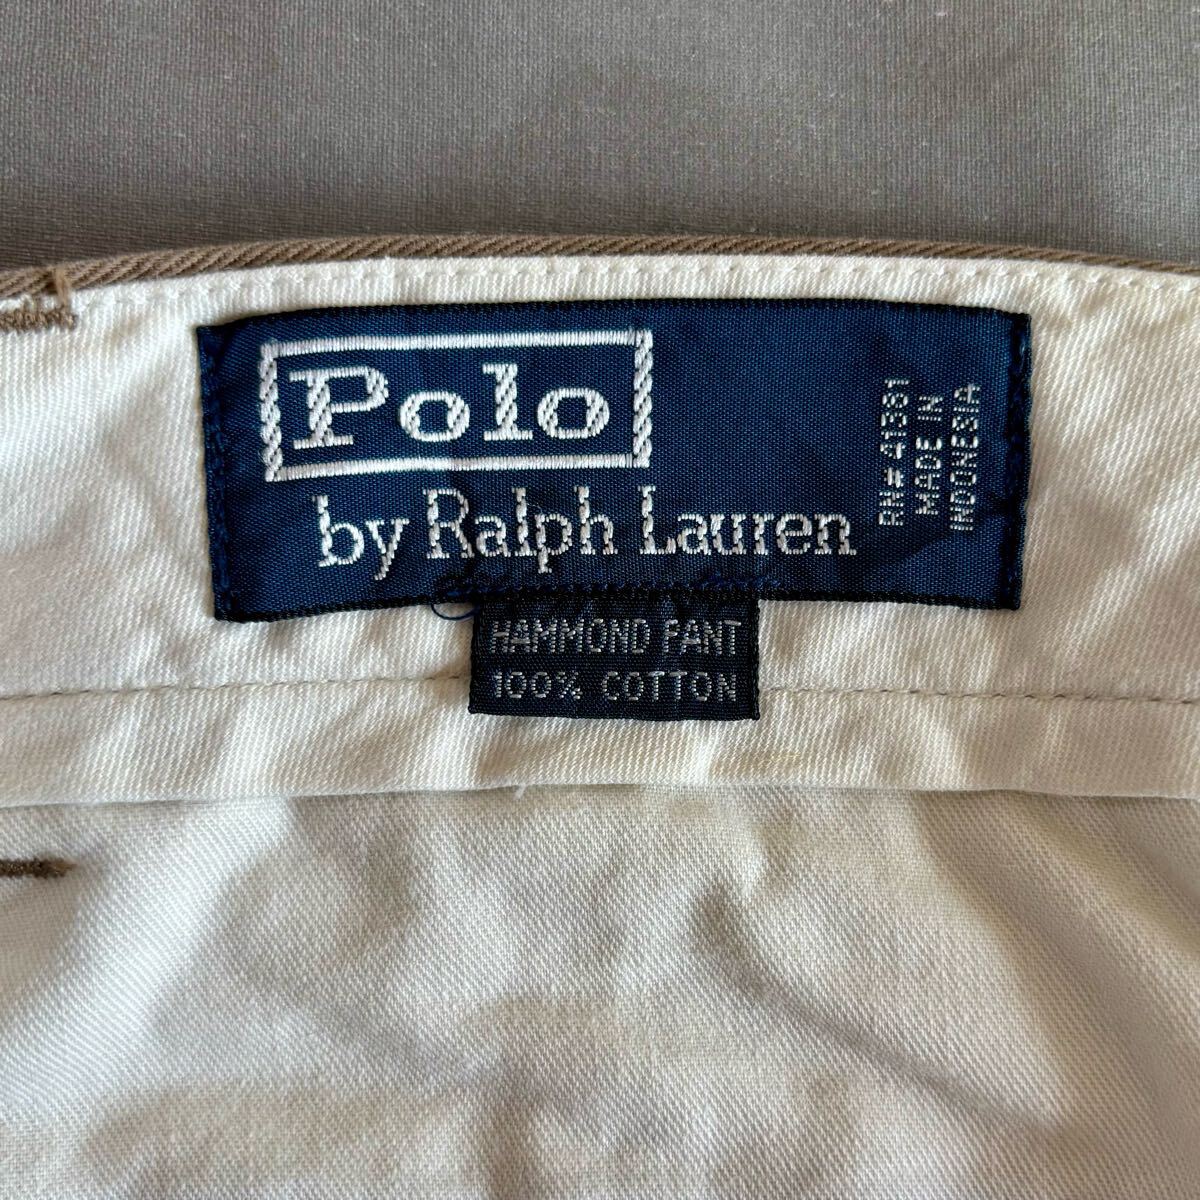 Polo
by Ralph Lauren
RN# 41381
MADE IN
INDONESIA
HAMMOND PANT
100% COTTON